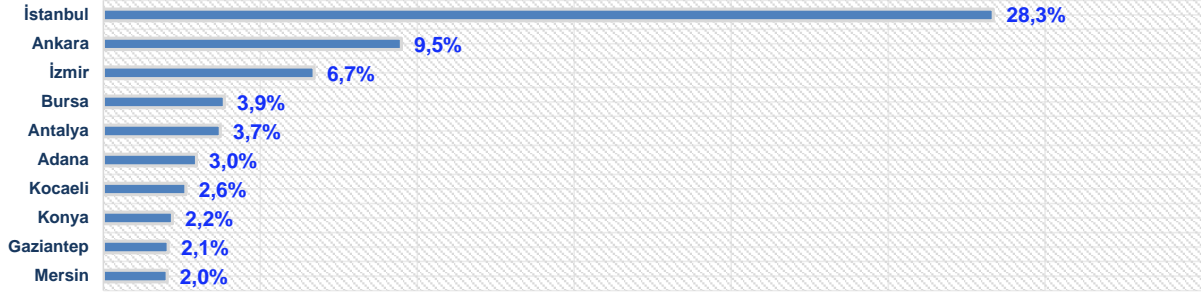 İstanbul 28,3%
Ankara 9,5%
İzmir 6,7%
Bursa 3,9%
Antalya 3,7%
Adana 3,0%
Kocaeli 2,6%
Konya 2,2%
Gaziantep 2,1%
Mersin 2,0%